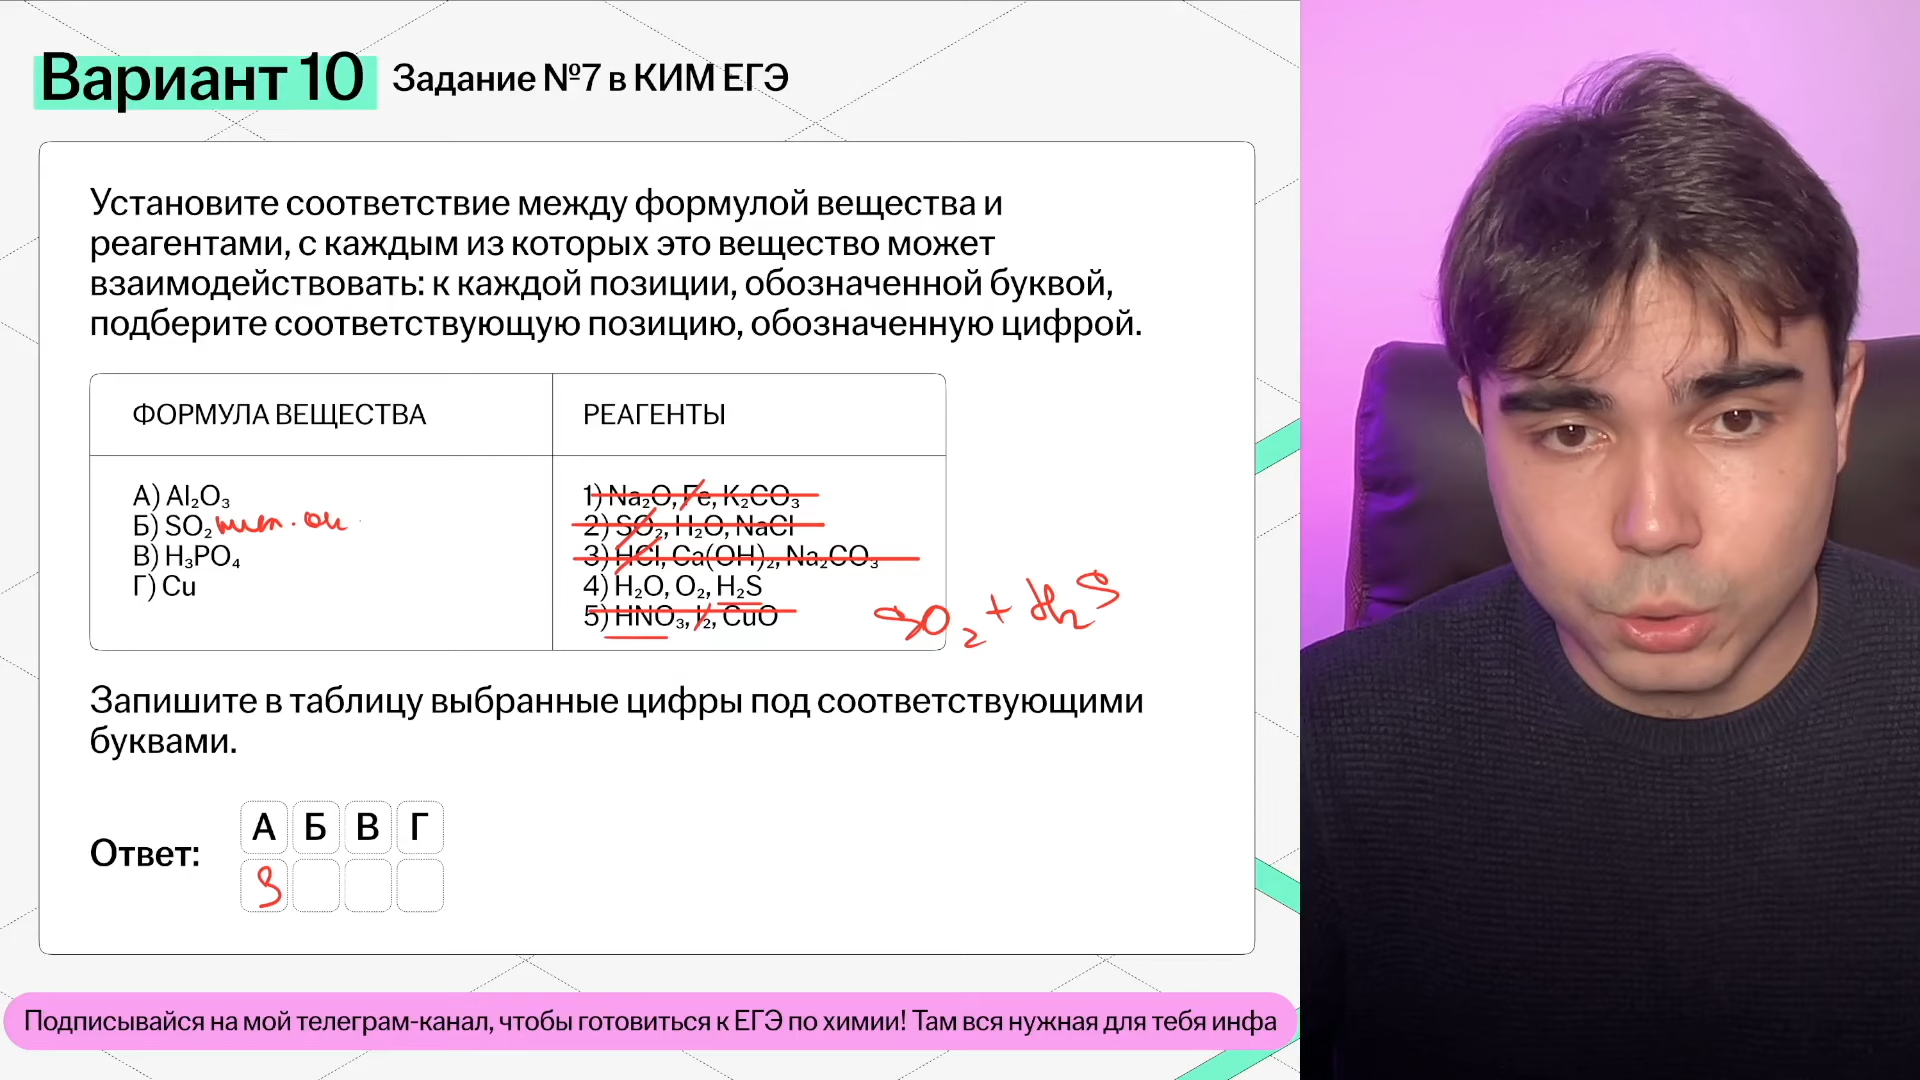 Вариант 10 Задание №7 в КИМ ЕГЭ
Установите соответствие между формулой вещества и
реагентами, с каждым из которых это вещество может
взаимодействовать: к каждой позиции, обозначенной буквой,
подберите соответствующую позицию, обозначенную цифрой.
ФОРМУЛА ВЕЩЕСТВА
РЕАГЕНТЫ
А) Al₂O₃
Б) SO₂
В) H₃PO₄
Г) Cu
1) Na₂O, Fe, K₂CO₃
2) SO₂, H₂O, NaCl
3) HCl, Ca(OH)₂, Na₂CO₃
4) H₂O, O₂, H₂S
5) HNO₃, I₂, CuO
SO₂ + H₂S
Запишите в таблицу выбранные цифры под соответствующими
буквами.
Ответ:
А Б В Г
3
Подписывайся на мой телеграм-канал, чтобы готовиться к ЕГЭ по химии! Там вся нужная для тебя инфа